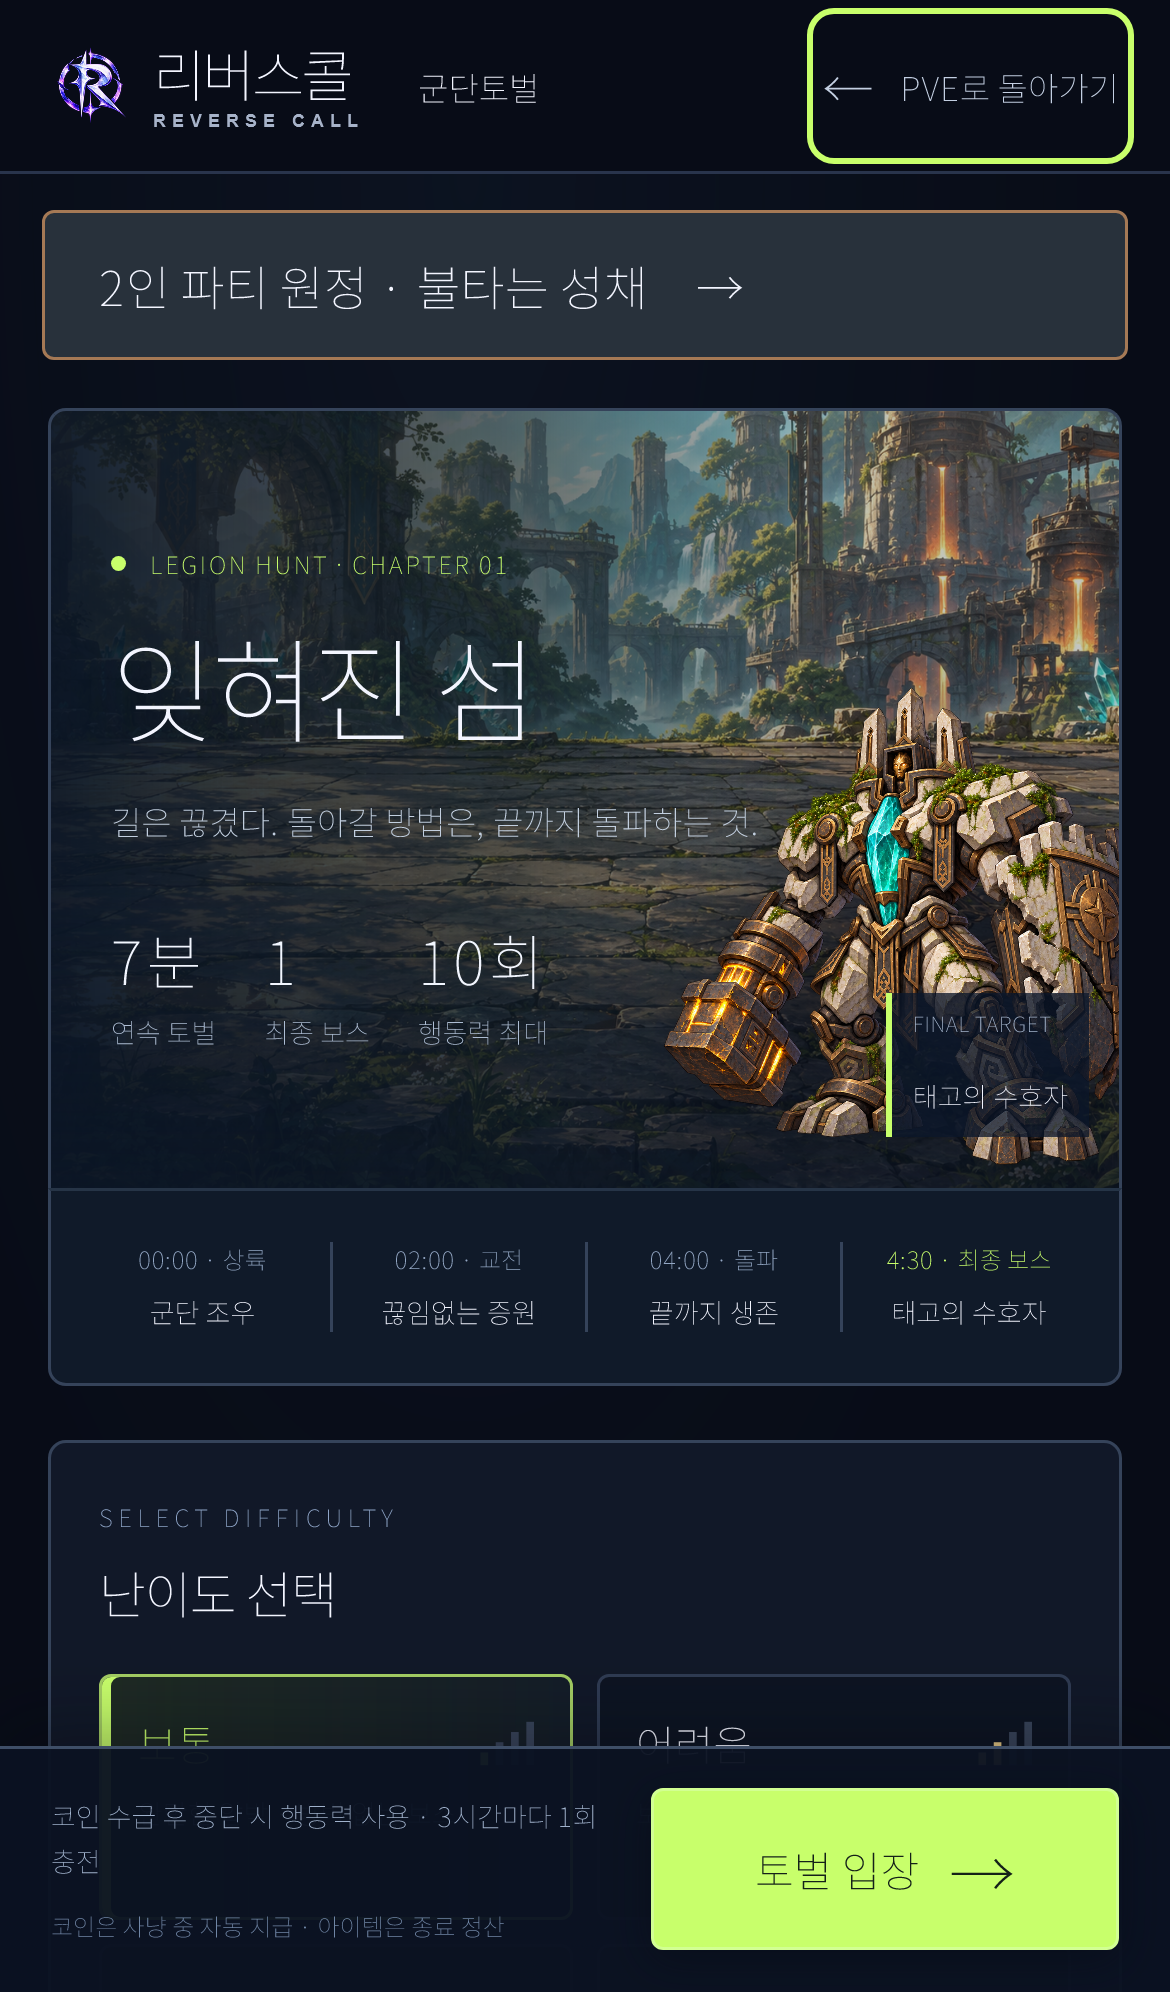 리버스콜
REVERSE CALL
군단토벌
← PVE로 돌아가기
2인 파티 원정 · 불타는 성채 →
LEGION HUNT · CHAPTER 01
잊혀진 섬
길은 끊겼다. 돌아갈 방법은, 끝까지 돌파하는 것.
7분 1 10회
연속 토벌 최종 보스 행동력 최대
FINAL TARGET
태고의 수호자
00:00 · 상륙 02:00 · 교전 04:00 · 돌파 4:30 · 최종 보스
군단 조우 끊임없는 증원 끝까지 생존 태고의 수호자
SELECT DIFFICULTY
난이도 선택
보통 어려움
코인 수급 후 중단 시 행동력 사용 · 3시간마다 1회
충전
코인은 사냥 중 자동 지급 · 아이템은 종료 정산
토벌 입장 →